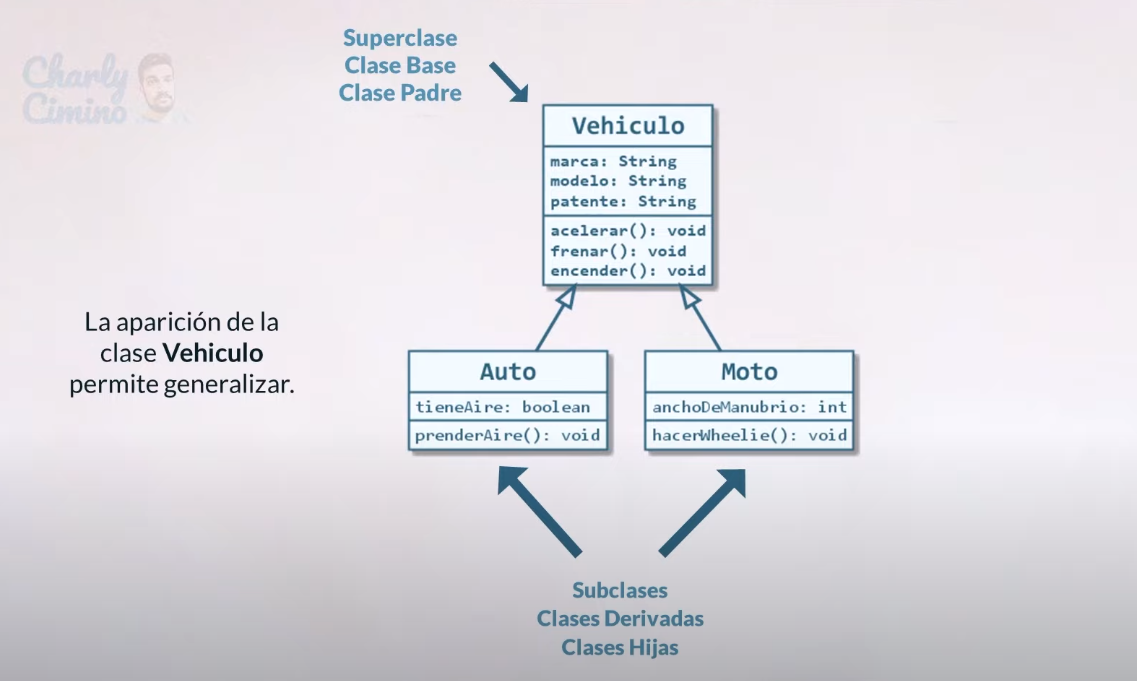 Charly
Cimino
Superclase
Clase Base
Clase Padre
Vehiculo
marca: String
modelo: String
patente: String
acelerar(): void
frenar(): void
encender(): void
La aparición de la
clase Vehiculo
permite generalizar.
Auto
tieneAire: boolean
prenderAire(): void
Moto
anchoDeManubrio: int
hacerWheelie(): void
Subclases
Clases Derivadas
Clases Hijas